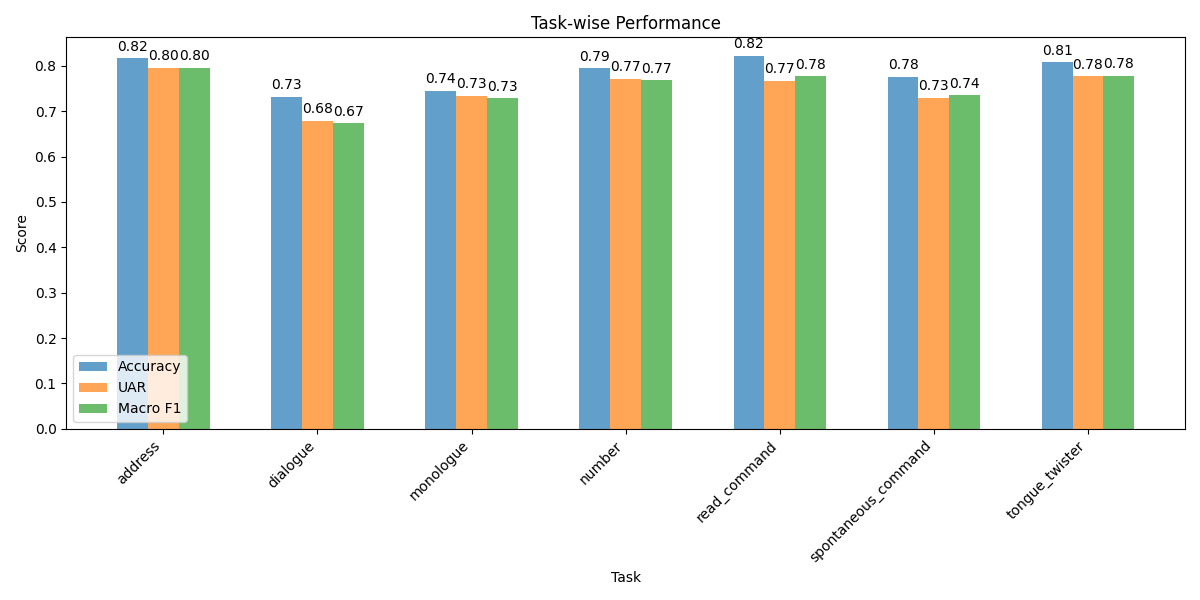 Task-wise Performance
0.82 0.80 0.80 0.73 0.68 0.67 0.74 0.73 0.73 0.79 0.77 0.77 0.82 0.77 0.78 0.78 0.73 0.74 0.81 0.78 0.78
Score
0.8
0.7
0.6
0.5
0.4
0.3
0.2
0.1
0.0
Accuracy
UAR
Macro F1
address dialogue monologue number read_command spontaneous_command tongue_twister
Task